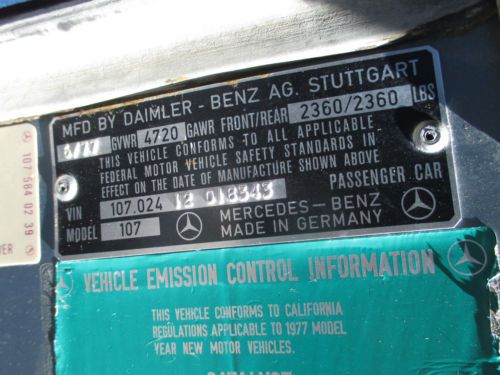 MFD BY DAIMLER - BENZ AG. STUTTGART
6/77 GVWR 4720 GAWR FRONT/REAR 2360/2360 LBS
THIS VEHICLE CONFORMS TO ALL APPLICABLE
FEDERAL MOTOR VEHICLE SAFETY STANDARDS IN
EFFECT ON THE DATE OF MANUFACTURE SHOWN ABOVE
PASSENGER CAR
VIN 107.024 12 018343
MODEL 107 MERCEDES-BENZ
MADE IN GERMANY
107 584 02 39
VEHICLE EMISSION CONTROL INFORMATION
THIS VEHICLE CONFORMS TO CALIFORNIA
REGULATIONS APPLICABLE TO 1977 MODEL
YEAR NEW MOTOR VEHICLES.